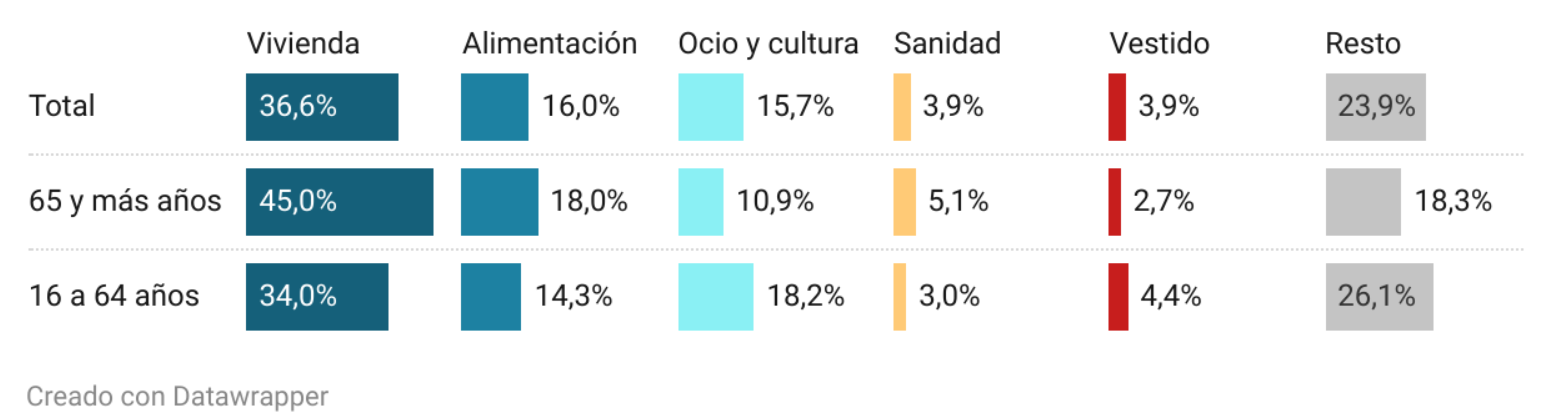 Vivienda Alimentación Ocio y cultura Sanidad Vestido Resto
Total 36,6% 16,0% 15,7% 3,9% 3,9% 23,9%
65 y más años 45,0% 18,0% 10,9% 5,1% 2,7% 18,3%
16 a 64 años 34,0% 14,3% 18,2% 3,0% 4,4% 26,1%
Creado con Datawrapper